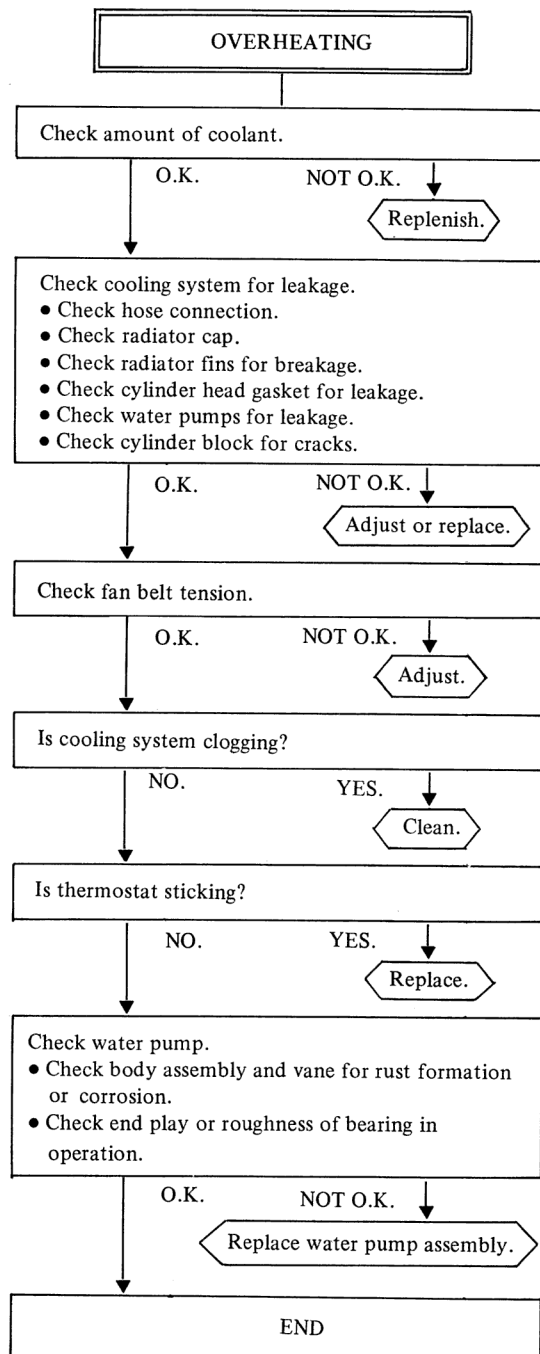 OVERHEATING
Check amount of coolant.
O.K. NOT O.K.
Replenish.
Check cooling system for leakage.
● Check hose connection.
● Check radiator cap.
● Check radiator fins for breakage.
● Check cylinder head gasket for leakage.
● Check water pumps for leakage.
● Check cylinder block for cracks.
O.K. NOT O.K.
Adjust or replace.
Check fan belt tension.
O.K. NOT O.K.
Adjust.
Is cooling system clogging?
NO. YES.
Clean.
Is thermostat sticking?
NO. YES.
Replace.
Check water pump.
● Check body assembly and vane for rust formation
or corrosion.
● Check end play or roughness of bearing in
operation.
O.K. NOT O.K.
Replace water pump assembly.
END